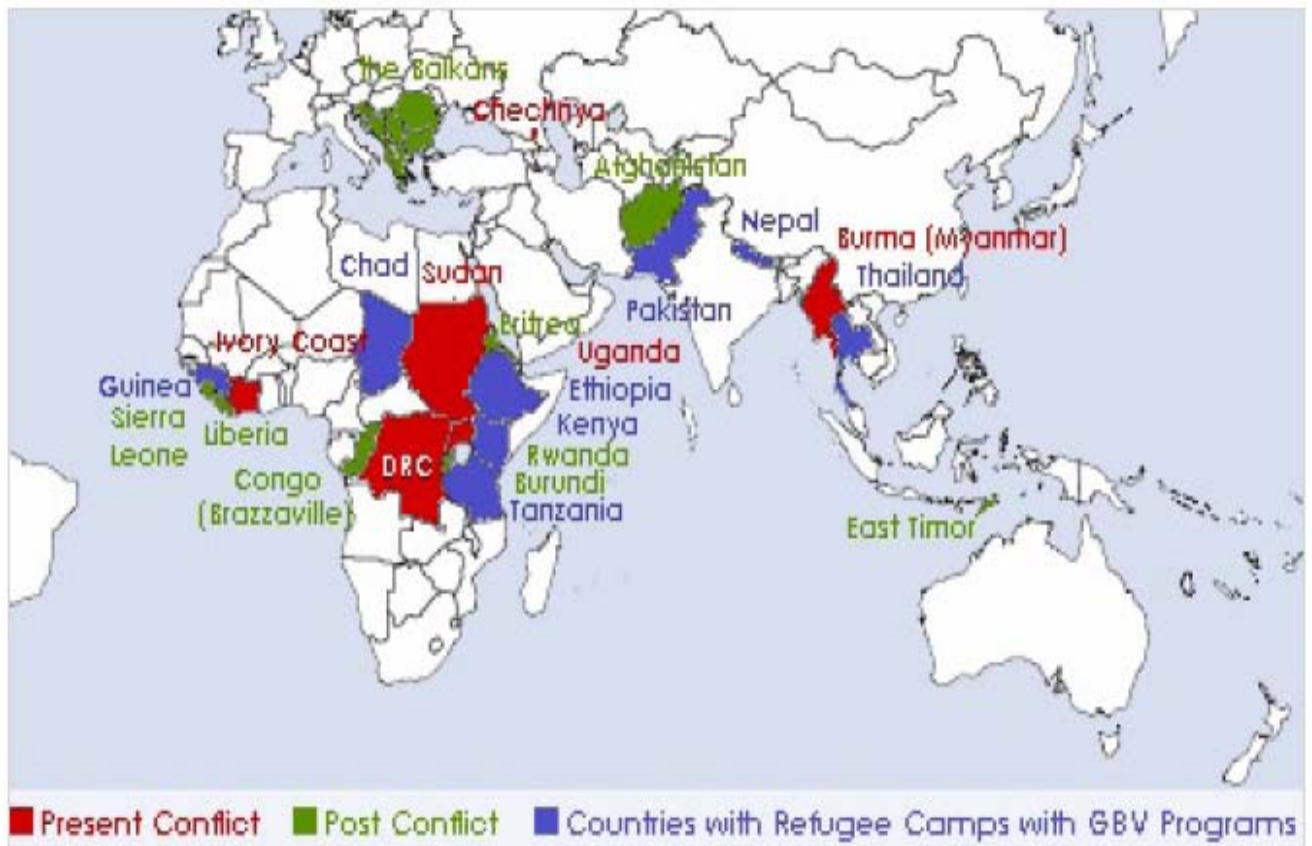 The Balkans
Chechnya
Afghanistan
Nepal
Burma (Myanmar)
Chad
Sudan
Thailand
Pakistan
Eritrea
Ivory Coast
Uganda
Guinea
Ethiopia
Sierra
Leone
Liberia
Kenya
DRC
Rwanda
Congo
(Brazzaville)
Burundi
Tanzania
East Timor
Present Conflict
Post Conflict
Countries with Refugee Camps with GBV Programs